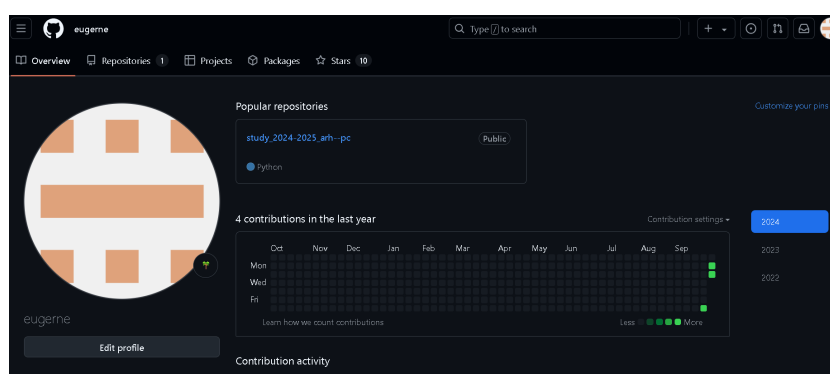 eugerne
Type / to search
Overview Repositories 1 Projects Packages Stars 10
Popular repositories
Customize your pins
study_2024-2025_arh--pc
Public
Python
4 contributions in the last year
Contribution settings
2024
2023
2022
Oct Nov Dec Jan Feb Mar Apr May Jun Jul Aug Sep
Mon
Wed
Fri
Learn how we count contributions
Less More
eugerne
Edit profile
Contribution activity